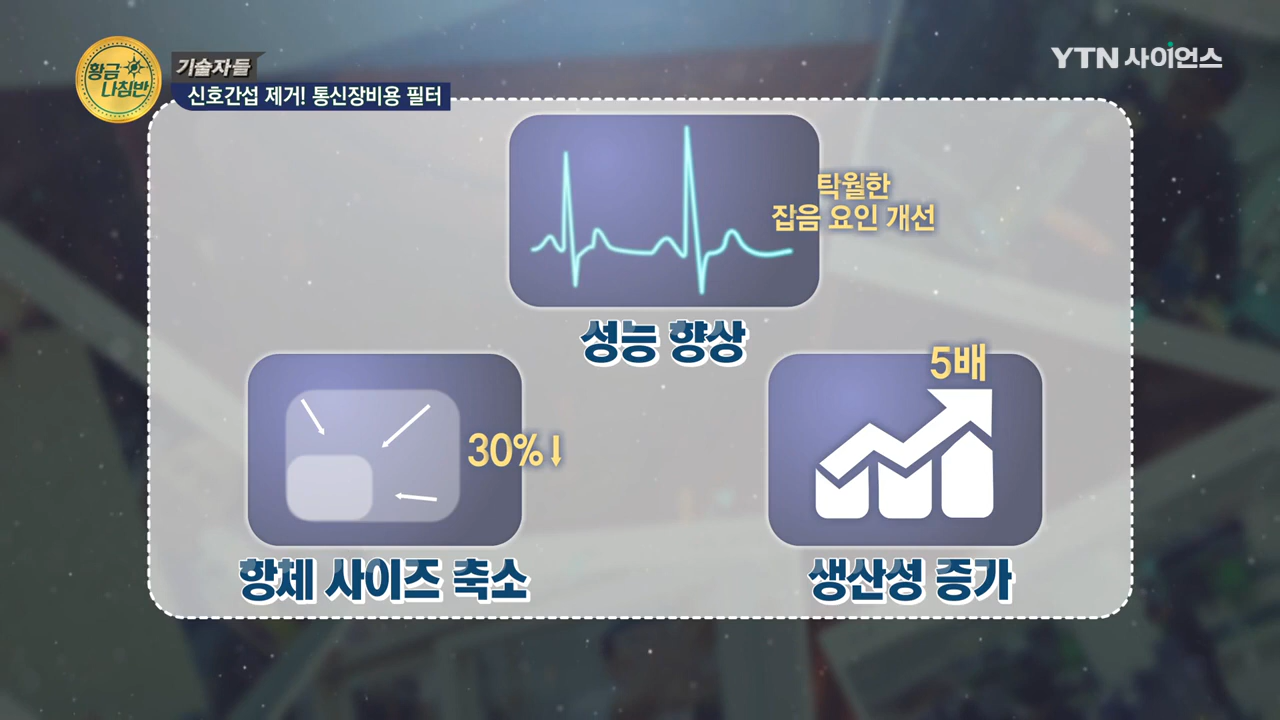 황금
나침반
기술자들
신호간섭 제거! 통신장비용 필터
YTN 사이언스
탁월한
잡음 요인 개선
성능 향상
30%↓
항체 사이즈 축소
5배
생산성 증가